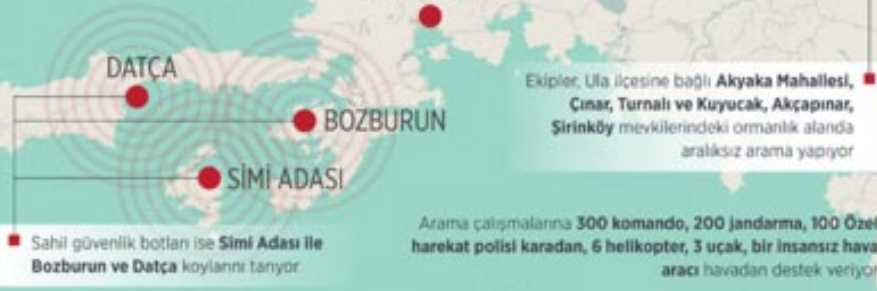 DATÇA
BOZBURUN
SİMİ ADASI
Ekipler, Ula ilçesine bağlı Akyaka Mahallesi,
Çınar, Turnalı ve Kuyucak, Akçapınar,
Şirinköy mevkilerindeki ormanlık alanda
aralıksız arama yapıyor
Sahil güvenlik botları ise Simi Adası ile
Bozburun ve Datça koylarını tarıyor
Arama çalışmalarına 300 komando, 200 jandarma, 100 Özel
harekat polisi karadan, 6 helikopter, 3 uçak, bir insansız hava
aracı havadan destek veriyor